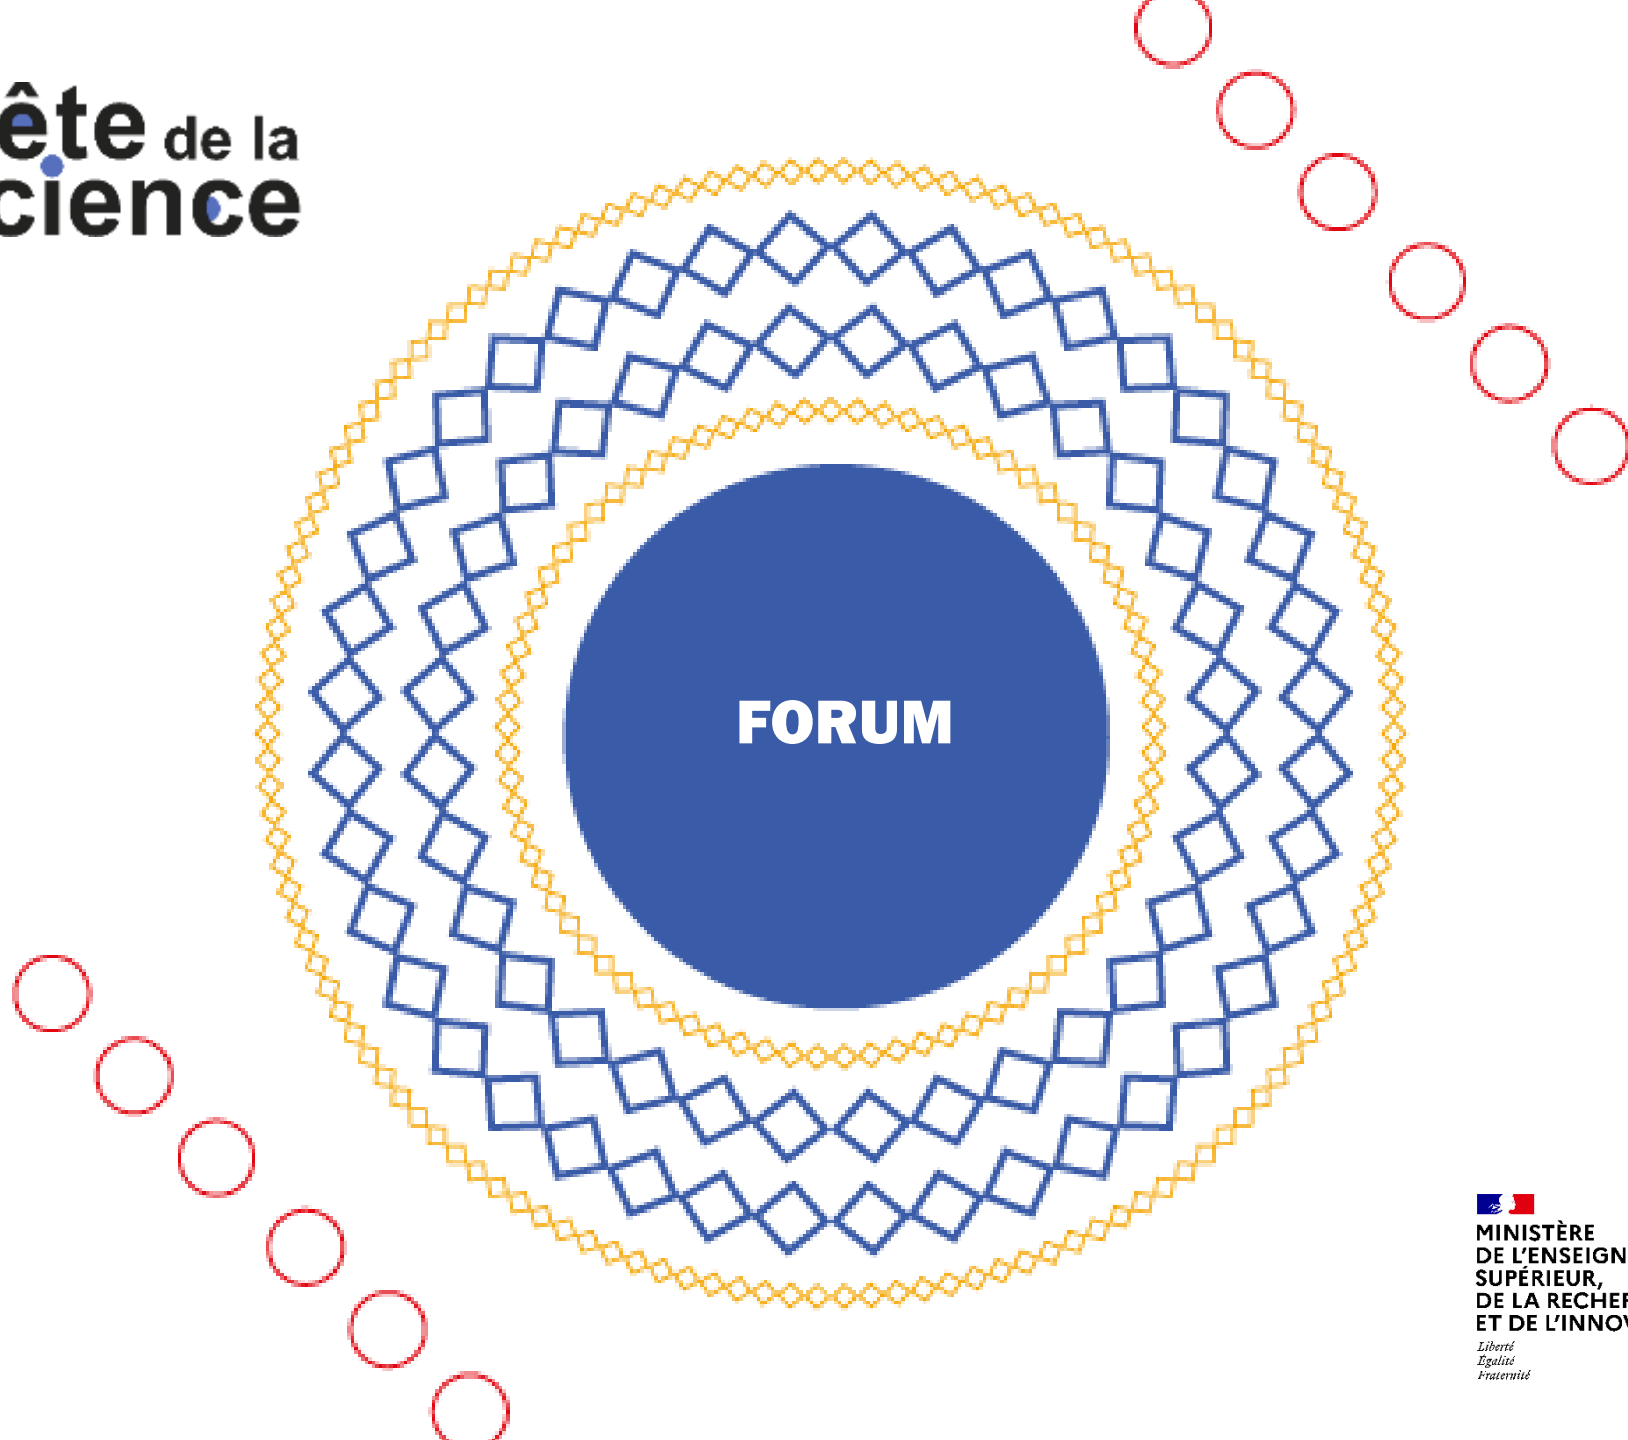 ête de la
cience
FORUM
MINISTÈRE
DE L'ENSEIGN
SUPÉRIEUR,
DE LA RECHER
ET DE L'INNOV
Liberté
Égalité
Fraternité